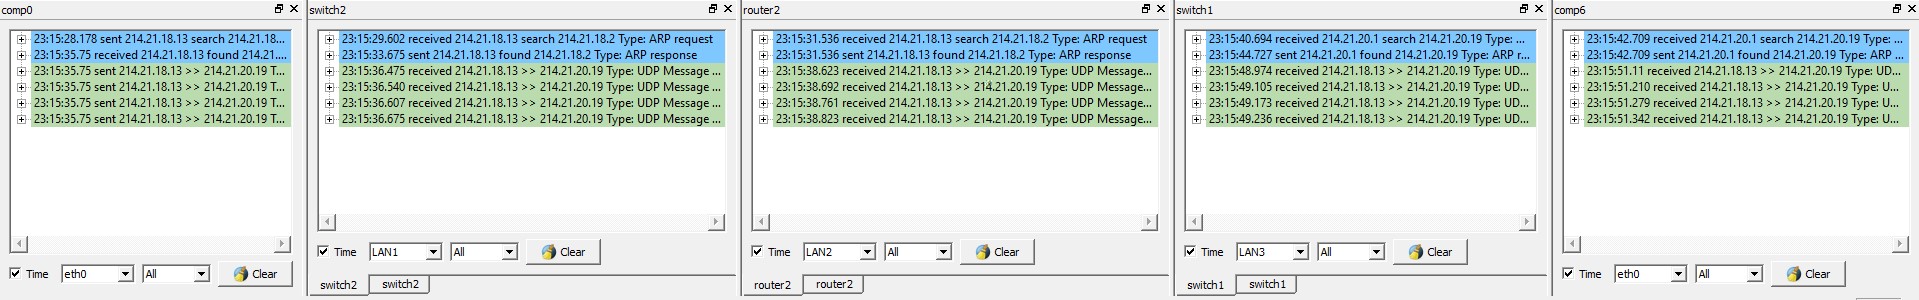 comp0
23:15:28.178 sent 214.21.18.13 search 214.21.18...
23:15:35.75 received 214.21.18.13 found 214.21....
23:15:35.75 sent 214.21.18.13 >> 214.21.20.19 T...
23:15:35.75 sent 214.21.18.13 >> 214.21.20.19 T...
23:15:35.75 sent 214.21.18.13 >> 214.21.20.19 T...
23:15:35.75 sent 214.21.18.13 >> 214.21.20.19 T...
Time eth0 All Clear
switch2
23:15:29.602 received 214.21.18.13 search 214.21.18.2 Type: ARP request
23:15:33.675 sent 214.21.18.13 found 214.21.18.2 Type: ARP response
23:15:36.475 received 214.21.18.13 >> 214.21.20.19 Type: UDP Message ...
23:15:36.540 received 214.21.18.13 >> 214.21.20.19 Type: UDP Message ...
23:15:36.607 received 214.21.18.13 >> 214.21.20.19 Type: UDP Message ...
23:15:36.675 received 214.21.18.13 >> 214.21.20.19 Type: UDP Message ...
Time LAN1 All Clear
switch2 switch2
router2
23:15:31.536 received 214.21.18.13 search 214.21.18.2 Type: ARP request
23:15:31.536 sent 214.21.18.13 found 214.21.18.2 Type: ARP response
23:15:38.623 received 214.21.18.13 >> 214.21.20.19 Type: UDP Message...
23:15:38.692 received 214.21.18.13 >> 214.21.20.19 Type: UDP Message...
23:15:38.761 received 214.21.18.13 >> 214.21.20.19 Type: UDP Message...
23:15:38.823 received 214.21.18.13 >> 214.21.20.19 Type: UDP Message...
Time LAN2 All Clear
router2 router2
switch1
23:15:40.694 received 214.21.20.1 search 214.21.20.19 Type: ...
23:15:44.727 sent 214.21.20.1 found 214.21.20.19 Type: ARP r...
23:15:48.974 received 214.21.18.13 >> 214.21.20.19 Type: UD...
23:15:49.105 received 214.21.18.13 >> 214.21.20.19 Type: UD...
23:15:49.173 received 214.21.18.13 >> 214.21.20.19 Type: UD...
23:15:49.236 received 214.21.18.13 >> 214.21.20.19 Type: UD...
Time LAN3 All Clear
switch1 switch1
comp6
23:15:42.709 received 214.21.20.1 search 214.21.20.19 Type: ...
23:15:42.709 sent 214.21.20.1 found 214.21.20.19 Type: ARP ...
23:15:51.11 received 214.21.18.13 >> 214.21.20.19 Type: UD...
23:15:51.210 received 214.21.18.13 >> 214.21.20.19 Type: U...
23:15:51.279 received 214.21.18.13 >> 214.21.20.19 Type: U...
23:15:51.342 received 214.21.18.13 >> 214.21.20.19 Type: U...
Time eth0 All Clear